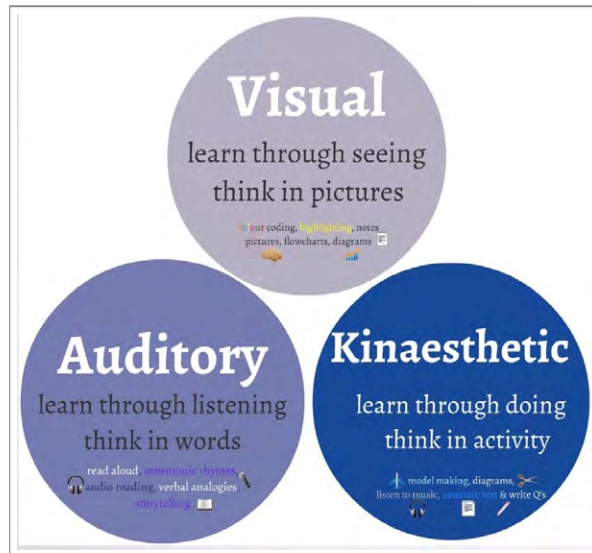 Visual
learn through seeing
think in pictures
colour coding, highlighting, notes
pictures, flowcharts, diagrams
Auditory
learn through listening
think in words
read aloud, mnemonic rhymes,
audio reading, verbal analogies,
storytelling
Kinaesthetic
learn through doing
think in activity
model making, diagrams,
listen to music, annotate text & write Q's